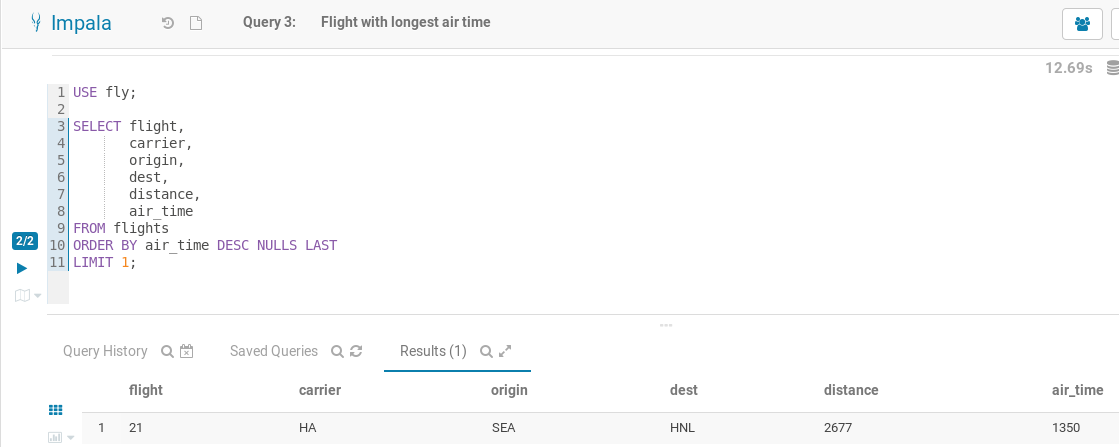 Impala Query 3: Flight with longest air time
12.69s
1 USE fly;
2
3 SELECT flight,
4 carrier,
5 origin,
6 dest,
7 distance,
8 air_time
9 FROM flights
2/2 10 ORDER BY air_time DESC NULLS LAST
11 LIMIT 1;
Query History Saved Queries Results (1)
flight carrier origin dest distance air_time
1 21 HA SEA HNL 2677 1350